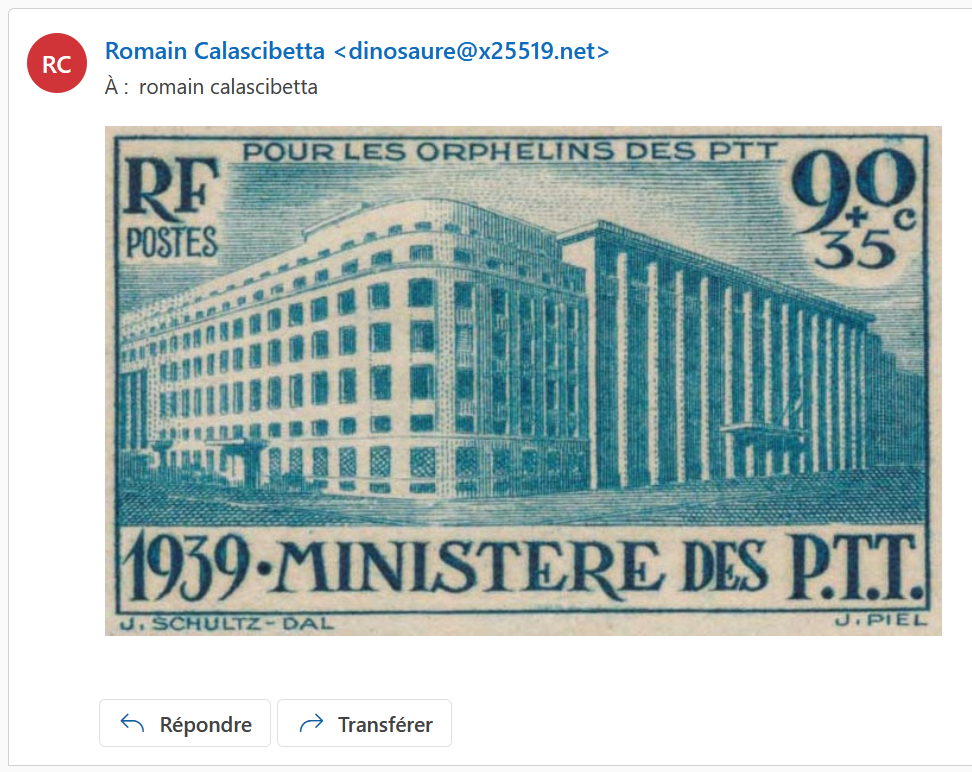 RC
Romain Calascibetta <dinosaure@x25519.net>
À : romain calascibetta
POUR LES ORPHELINS DES PTT
RF
POSTES
90
+
35c
1939·MINISTERE DES P.T.T.
J. SCHULTZ-DAL
J. PIEL
Répondre
Transférer